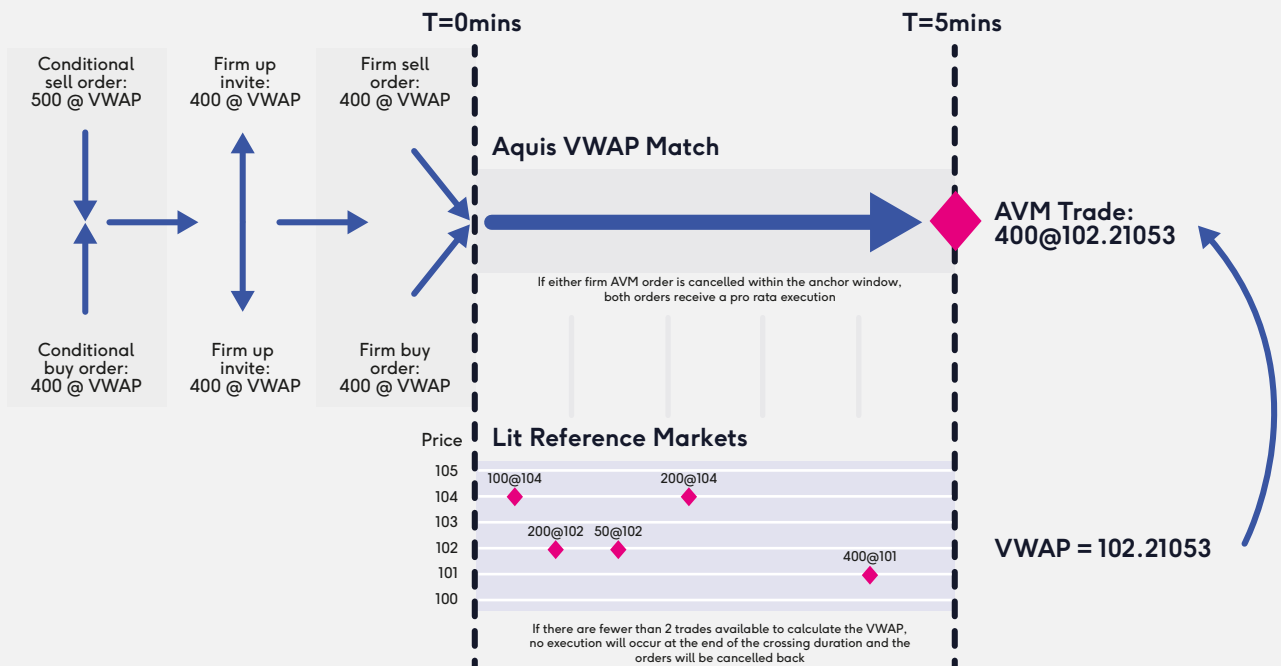 T=0mins
T=5mins
Conditional
sell order:
500 @ VWAP
Firm up
invite:
400 @ VWAP
Firm sell
order:
400 @ VWAP
Aquis VWAP Match
AVM Trade:
400@102.21053
If either firm AVM order is cancelled within the anchor window,
both orders receive a pro rata execution
Conditional
buy order:
400 @ VWAP
Firm up
invite:
400 @ VWAP
Firm buy
order:
400 @ VWAP
Price
Lit Reference Markets
105
100@104
200@104
104
103
200@102
50@102
102
VWAP = 102.21053
400@101
101
100
If there are fewer than 2 trades available to calculate the VWAP,
no execution will occur at the end of the crossing duration and the
orders will be cancelled back